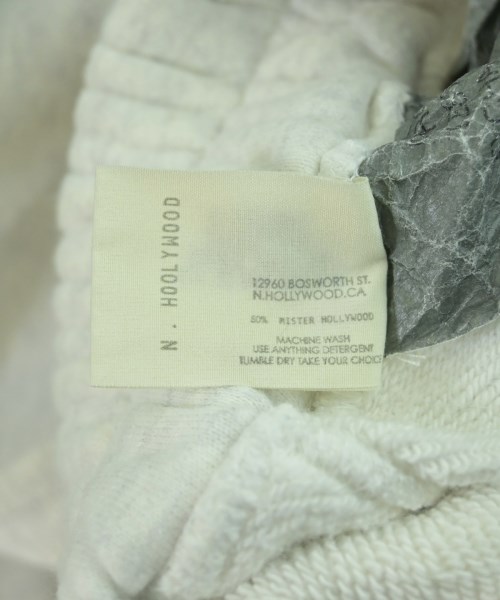 N. HOOLYWOOD
12960 BOSWORTH ST.
N.HOLLYWOOD.CA
50% MISTER HOLLYWOOD
MACHINE WASH
USE ANYTHING DETERGENT
TUMBLE DRY TAKE YOUR CHOICE